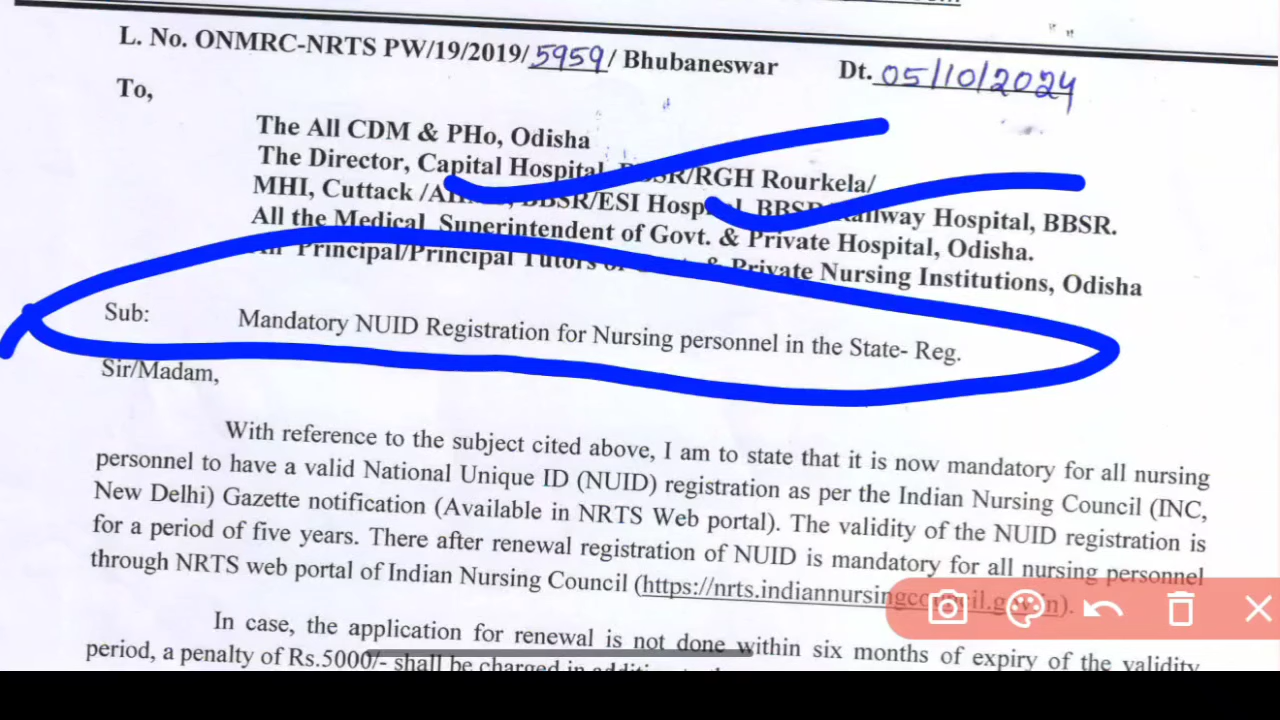 L. No. ONMRC-NRTS PW/19/2019/5959/ Bhubaneswar Dt. 05/10/2024
To,
The All CDM & PHo, Odisha
The Director, Capital Hospital, /RGH Rourkela/
MHI, Cuttack / BBSR/ESI Hospital, BBSR/Railway Hospital, BBSR.
All the Medical Superintendent of Govt. & Private Hospital, Odisha.
Principal/Principal Tutors & Private Nursing Institutions, Odisha
Sub: Mandatory NUID Registration for Nursing personnel in the State- Reg.
Sir/Madam,
With reference to the subject cited above, I am to state that it is now mandatory for all nursing
personnel to have a valid National Unique ID (NUID) registration as per the Indian Nursing Council (INC,
New Delhi) Gazette notification (Available in NRTS Web portal). The validity of the NUID registration is
for a period of five years. There after renewal registration of NUID is mandatory for all nursing personnel
through NRTS web portal of Indian Nursing Council (https://nrts.indiannursingcouncil.gov.in).
In case, the application for renewal is not done within six months of expiry of the validity
period, a penalty of Rs.5000/- shall be charged in addition